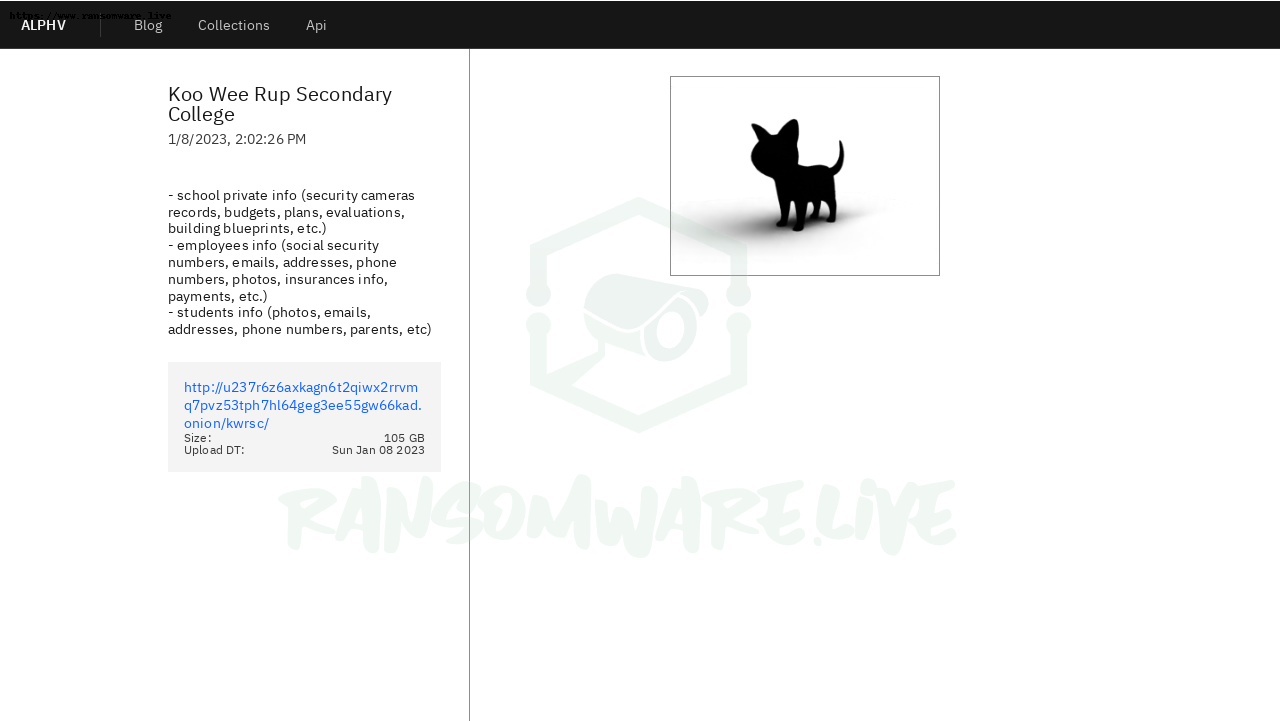 https://www.ransomware.live
ALPHV
Blog
Collections
Api
Koo Wee Rup Secondary
College
1/8/2023, 2:02:26 PM
- school private info (security cameras
records, budgets, plans, evaluations,
building blueprints, etc.)
- employees info (social security
numbers, emails, addresses, phone
numbers, photos, insurances info,
payments, etc.)
- students info (photos, emails,
addresses, phone numbers, parents, etc)
http://u237r6z6axkagn6t2qiwx2rrvm
q7pvz53tph7hl64geg3ee55gw66kad.
onion/kwrsc/
Size: 105 GB
Upload DT: Sun Jan 08 2023
RANSOMWARE.LIVE